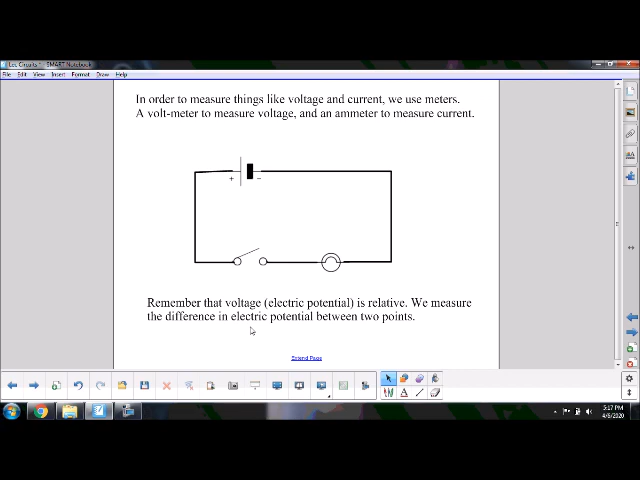 Lec Circuits * - SMART Notebook
File Edit View Insert Format Draw Help
In order to measure things like voltage and current, we use meters.
A volt-meter to measure voltage, and an ammeter to measure current.
+ −
Remember that voltage (electric potential) is relative. We measure
the difference in electric potential between two points.
Extend Page
5:17 PM
4/8/2020